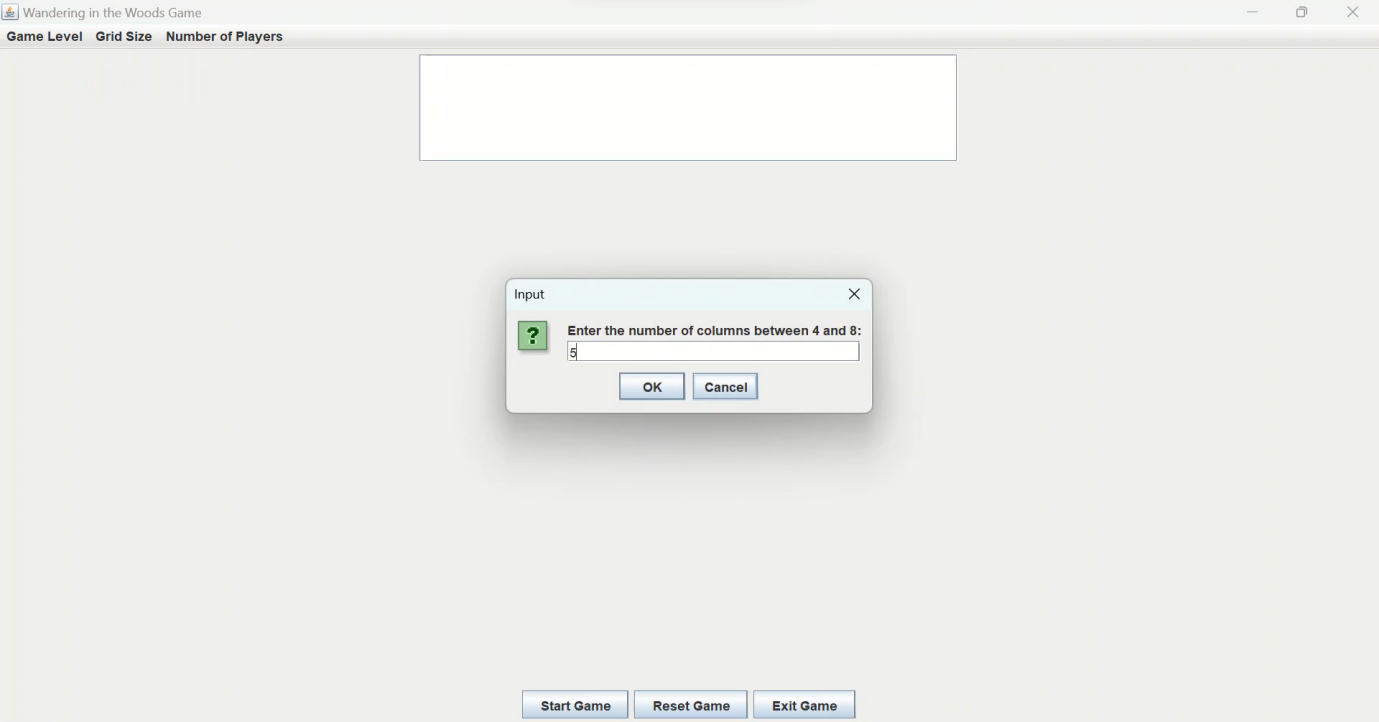 Wandering in the Woods Game
Game Level Grid Size Number of Players
Input
?
Enter the number of columns between 4 and 8:
5
OK Cancel
Start Game Reset Game Exit Game